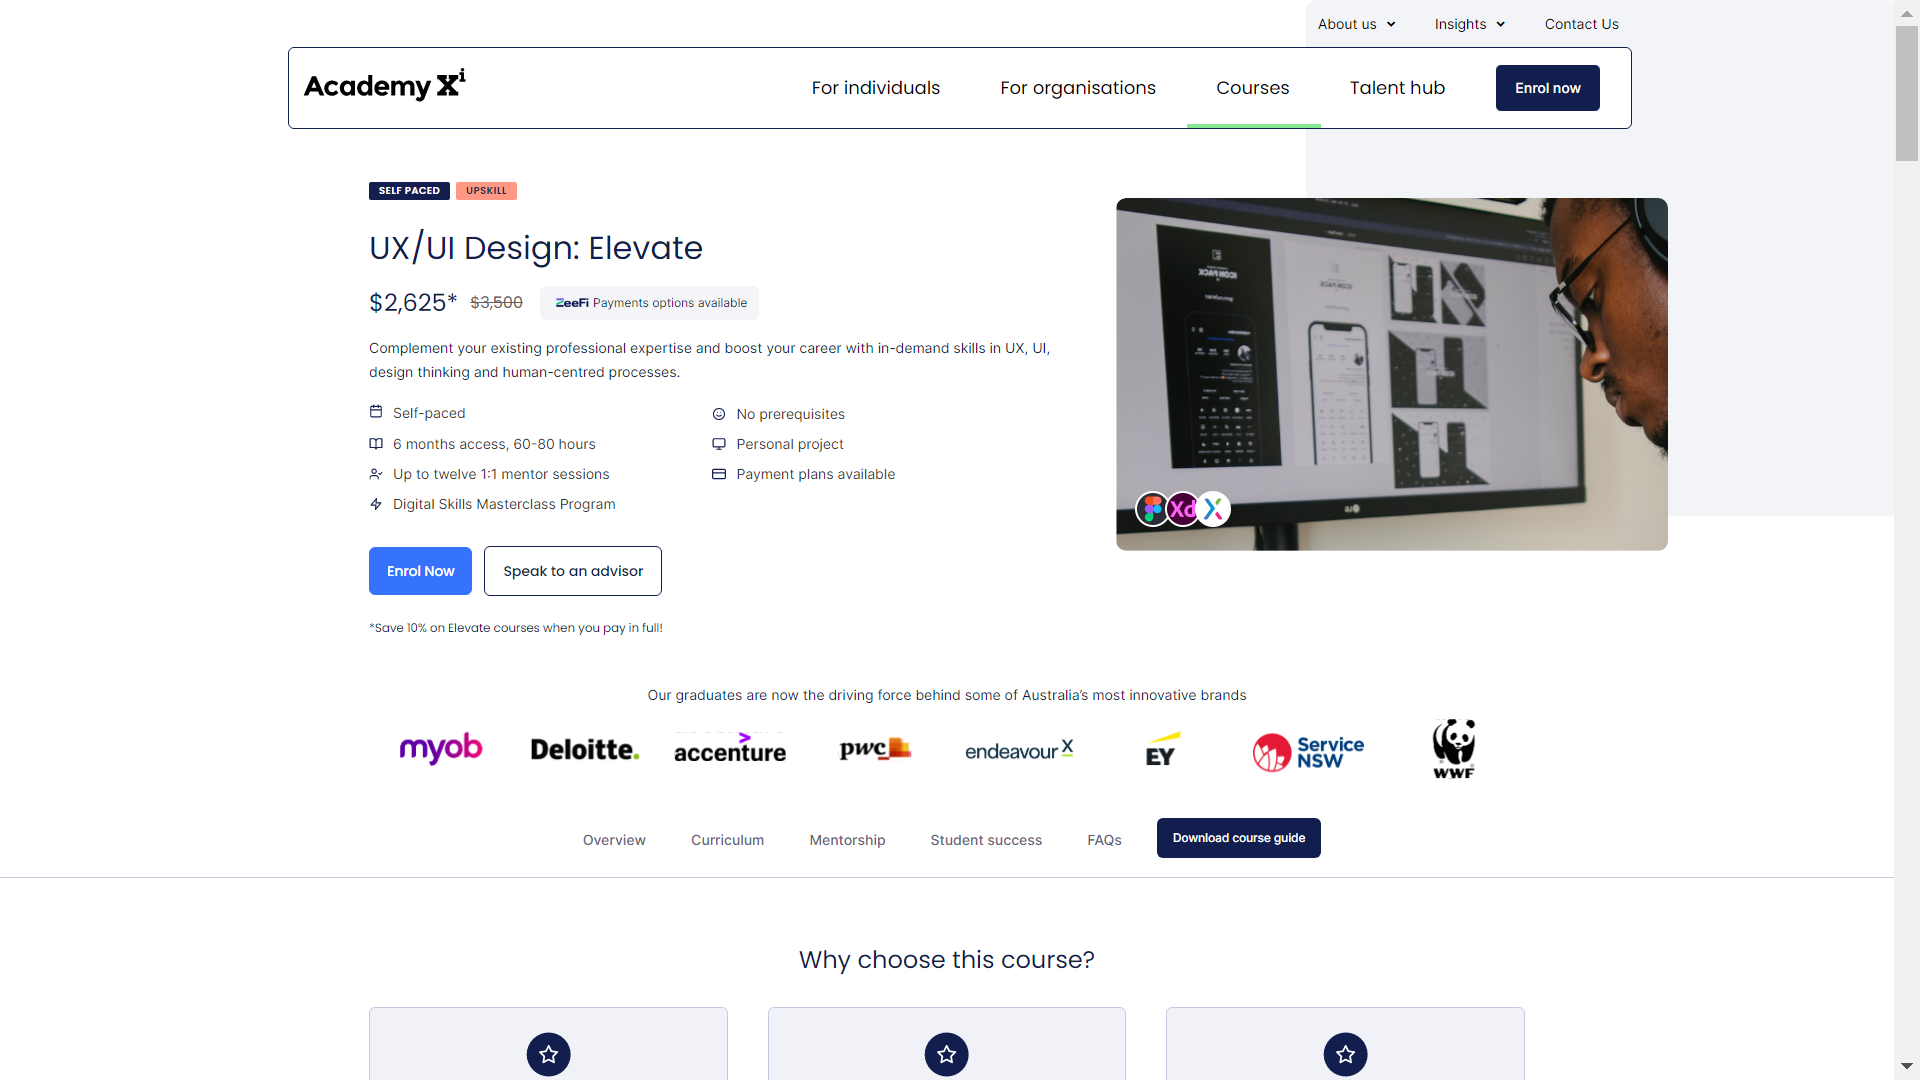 About us
Insights
Contact Us
Academy Xi
For individuals
For organisations
Courses
Talent hub
Enrol now
SELF PACED
UPSKILL
UX/UI Design: Elevate
$2,625* $3,500
ZeeFi Payments options available
Complement your existing professional expertise and boost your career with in-demand skills in UX, UI,
design thinking and human-centred processes.
Self-paced
6 months access, 60-80 hours
Up to twelve 1:1 mentor sessions
Digital Skills Masterclass Program
No prerequisites
Personal project
Payment plans available
Xd
Enrol Now
Speak to an advisor
*Save 10% on Elevate courses when you pay in full!
Our graduates are now the driving force behind some of Australia's most innovative brands
myob
Deloitte.
accenture
pwc
endeavour X
EY
Service
NSW
WWF
Overview
Curriculum
Mentorship
Student success
FAQs
Download course guide
Why choose this course?